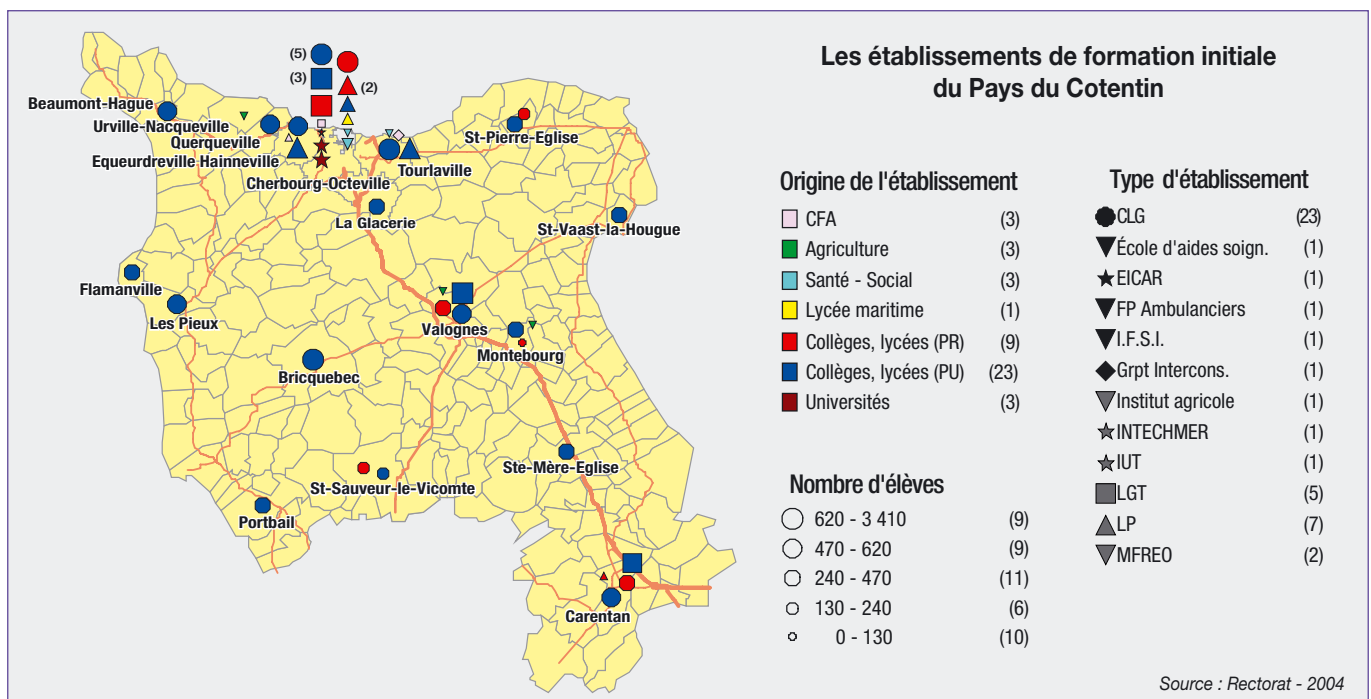 Les établissements de formation initiale
du Pays du Cotentin
(5)
(3)
(2)
Beaumont-Hague
Urville-Nacqueville
Querqueville
Equeurdreville Hainneville
Cherbourg-Octeville
Tourlaville
La Glacerie
St-Pierre-Eglise
St-Vaast-la-Hougue
Flamanville
Les Pieux
Valognes
Montebourg
Bricquebec
Ste-Mère-Eglise
St-Sauveur-le-Vicomte
Portbail
Carentan
Origine de l'établissement
CFA (3)
Agriculture (3)
Santé - Social (3)
Lycée maritime (1)
Collèges, lycées (PR) (9)
Collèges, lycées (PU) (23)
Universités (3)
Nombre d'élèves
620 - 3 410 (9)
470 - 620 (9)
240 - 470 (11)
130 - 240 (6)
0 - 130 (10)
Type d'établissement
CLG (23)
École d'aides soign. (1)
EICAR (1)
FP Ambulanciers (1)
I.F.S.I. (1)
Grpt Intercons. (1)
Institut agricole (1)
INTECHMER (1)
IUT (1)
LGT (5)
LP (7)
MFREO (2)
Source : Rectorat - 2004